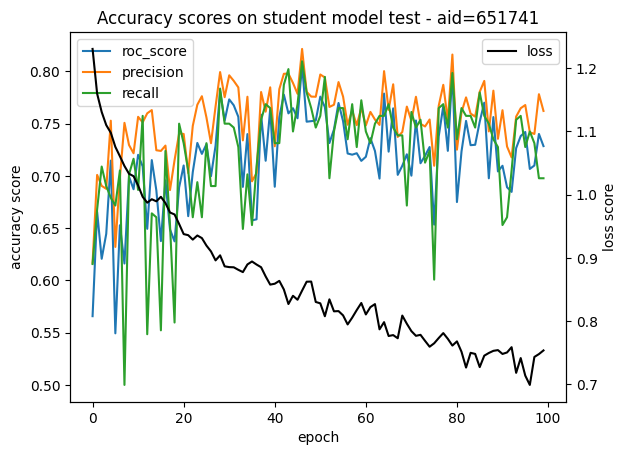 Accuracy scores on student model test - aid=651741
roc_score
precision
recall
loss
accuracy score
0.80
0.75
0.70
0.65
0.60
0.55
0.50
1.2
1.1
1.0
0.9
0.8
0.7
loss score
0
20
40
60
80
100
epoch